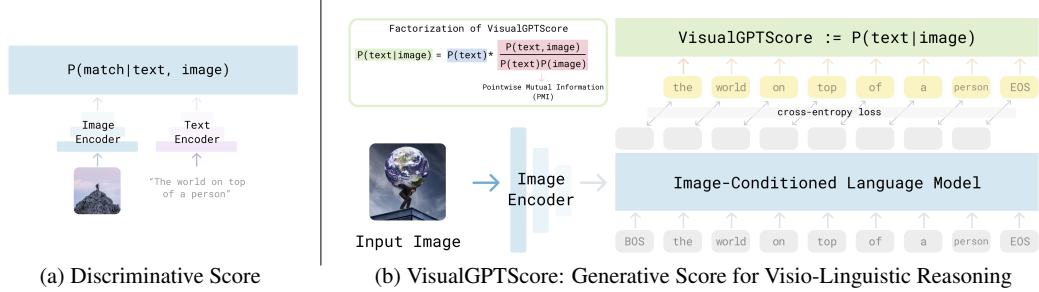 P(match|text, image)
Image
Encoder
Text
Encoder
"The world on top
of a person"
(a) Discriminative Score
Factorization of VisualGPTScore
P(text|image) = P(text)* P(text,image)
P(text)P(image)
Pointwise Mutual Information
(PMI)
Input Image
Image
Encoder
VisualGPTScore := P(text|image)
the world on top of a person EOS
cross-entropy loss
Image-Conditioned Language Model
BOS the world on top of a person EOS
(b) VisualGPTScore: Generative Score for Visio-Linguistic Reasoning